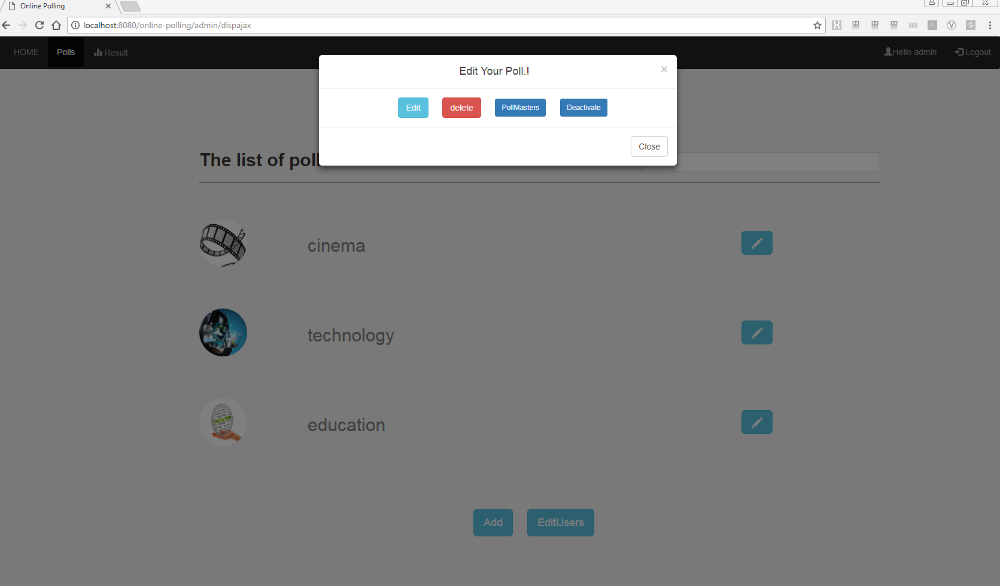 Online Polling
localhost:8080/online-polling/admin/dispajax
HOME Polls Result Hello admin Logout
Edit Your Poll.! ×
Edit delete PollMasters Deactivate
Close
The list of poll
cinema
technology
EDUCATION
education
Add EditUsers